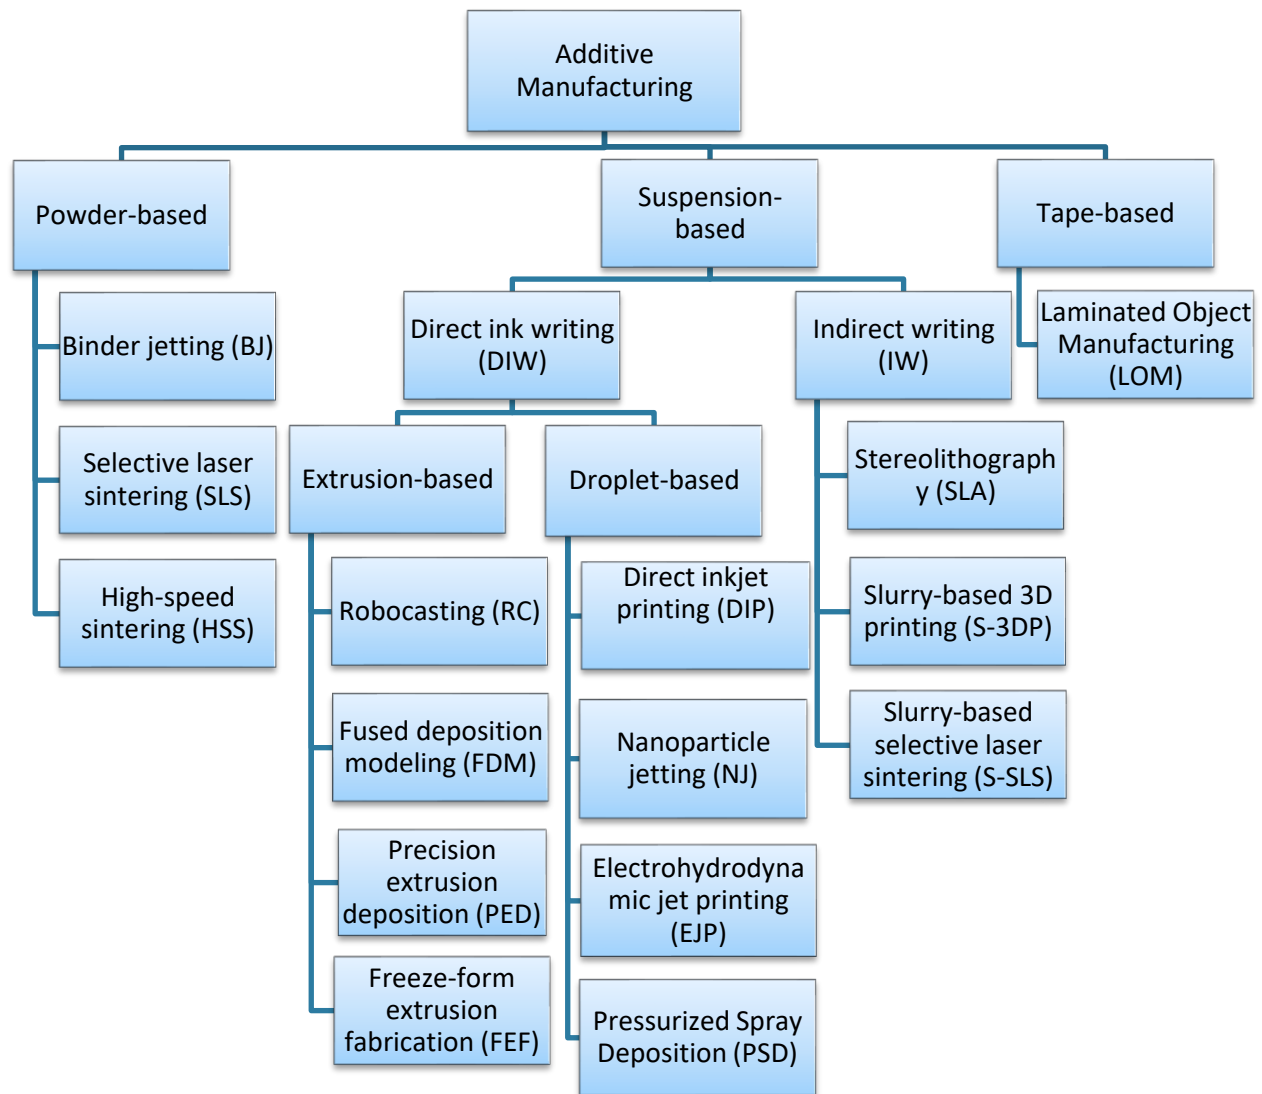 Additive
Manufacturing
Powder-based
Suspension-
based
Tape-based
Binder jetting (BJ)
Selective laser
sintering (SLS)
High-speed
sintering (HSS)
Direct ink writing
(DIW)
Indirect writing
(IW)
Laminated Object
Manufacturing
(LOM)
Extrusion-based
Droplet-based
Robocasting (RC)
Fused deposition
modeling (FDM)
Precision
extrusion
deposition (PED)
Freeze-form
extrusion
fabrication (FEF)
Direct inkjet
printing (DIP)
Nanoparticle
jetting (NJ)
Electrohydrodyna
mic jet printing
(EJP)
Pressurized Spray
Deposition (PSD)
Stereolithograph
y (SLA)
Slurry-based 3D
printing (S-3DP)
Slurry-based
selective laser
sintering (S-SLS)